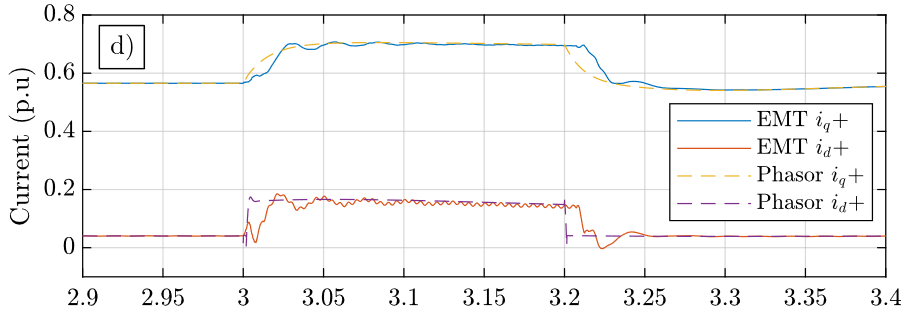 0.8
d)
0.6
0.4
0.2
0
Current (p.u)
EMT i_q+
EMT i_d+
Phasor i_q+
Phasor i_d+
2.9 2.95 3 3.05 3.1 3.15 3.2 3.25 3.3 3.35 3.4